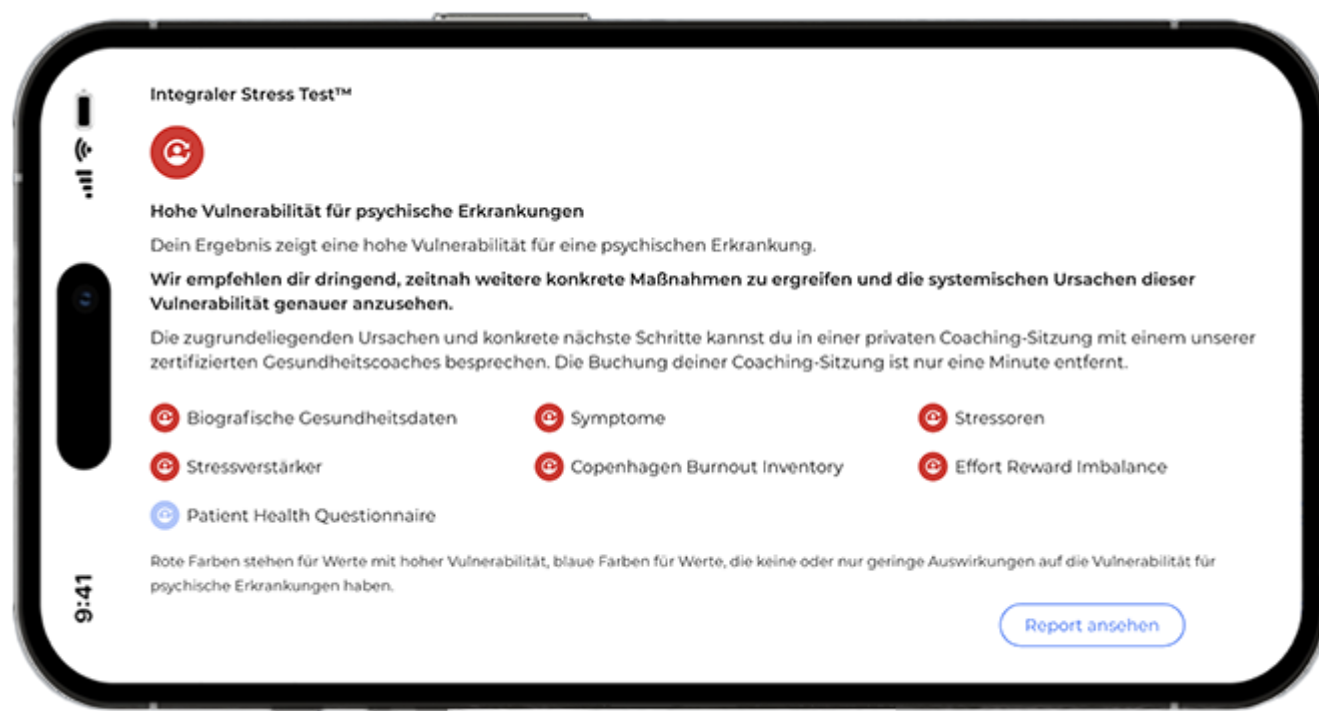 Integraler Stress Test™
Hohe Vulnerabilität für psychische Erkrankungen
Dein Ergebnis zeigt eine hohe Vulnerabilität für eine psychischen Erkrankung.
Wir empfehlen dir dringend, zeitnah weitere konkrete Maßnahmen zu ergreifen und die systemischen Ursachen dieser
Vulnerabilität genauer anzusehen.
Die zugrundeliegenden Ursachen und konkrete nächste Schritte kannst du in einer privaten Coaching-Sitzung mit einem unserer
zertifizierten Gesundheitscoaches besprechen. Die Buchung deiner Coaching-Sitzung ist nur eine Minute entfernt.
Biografische Gesundheitsdaten
Symptome
Stressoren
Stressverstärker
Copenhagen Burnout Inventory
Effort Reward Imbalance
Patient Health Questionnaire
Rote Farben stehen für Werte mit hoher Vulnerabilität, blaue Farben für Werte, die keine oder nur geringe Auswirkungen auf die Vulnerabilität für
psychische Erkrankungen haben.
Report ansehen
9:41